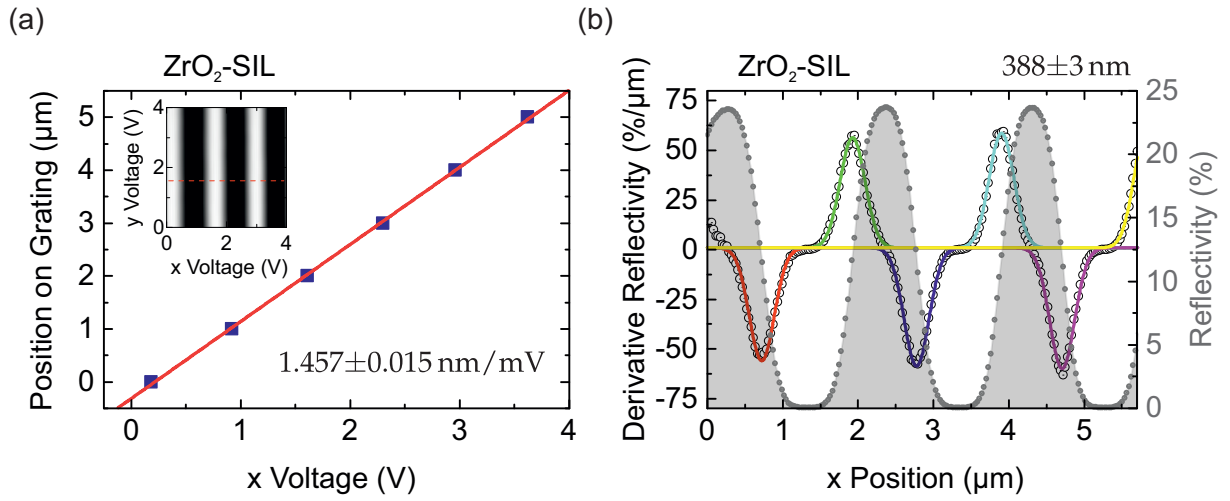 (a)
ZrO₂-SIL
Position on Grating (μm)
5
4
3
2
1
0
y Voltage (V)
4
2
0
0 2 4
x Voltage (V)
1.457±0.015 nm/mV
0 1 2 3 4
x Voltage (V)
(b)
ZrO₂-SIL 388±3 nm
Derivative Reflectivity (%/μm)
75
50
25
0
-25
-50
-75
25
20
15
10
5
0
Reflectivity (%)
0 1 2 3 4 5
x Position (μm)